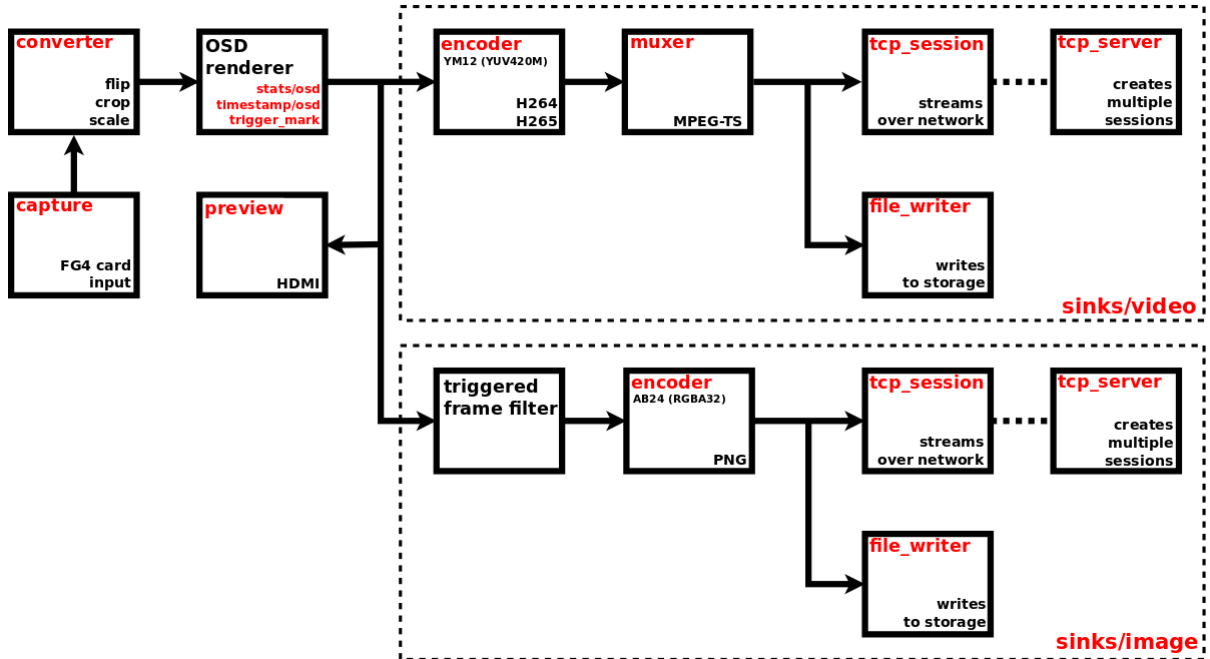 converter
flip
crop
scale
OSD
renderer
stats/osd
timestamp/osd
trigger_mark
encoder
YM12 (YUV420M)
H264
H265
muxer
MPEG-TS
tcp_session
streams
over network
tcp_server
creates
multiple
sessions
capture
FG4 card
input
preview
HDMI
file_writer
writes
to storage
sinks/video
triggered
frame filter
encoder
AB24 (RGBA32)
PNG
tcp_session
streams
over network
tcp_server
creates
multiple
sessions
file_writer
writes
to storage
sinks/image